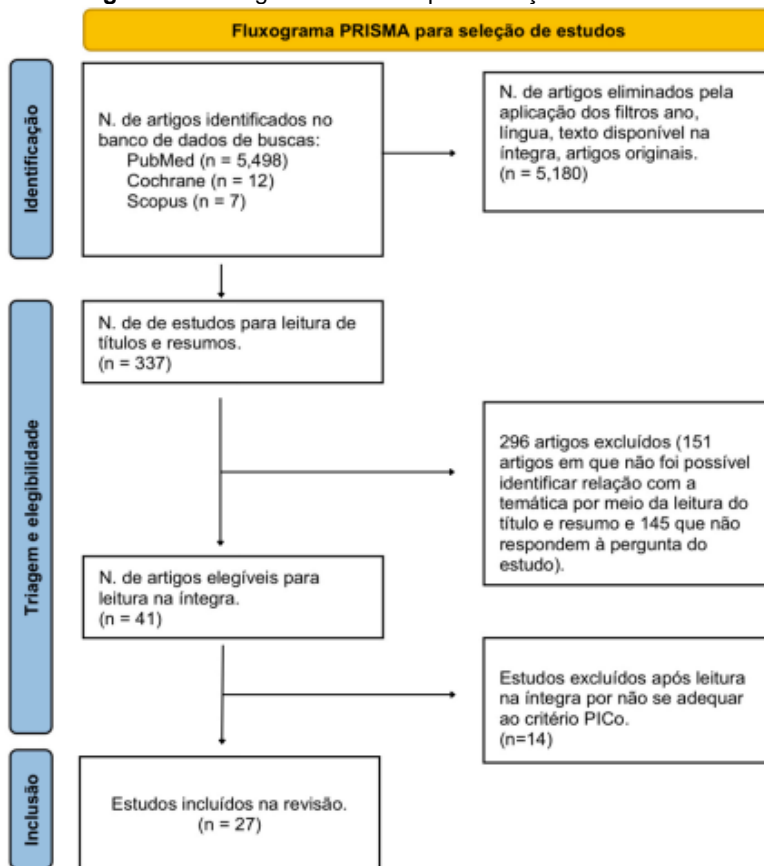 Fluxograma PRISMA para seleção de estudos
Identificação
N. de artigos identificados no
banco de dados de buscas:
PubMed (n = 5,498)
Cochrane (n = 12)
Scopus (n = 7)
N. de artigos eliminados pela
aplicação dos filtros ano,
língua, texto disponível na
íntegra, artigos originais.
(n = 5,180)
Triagem e elegibilidade
N. de de estudos para leitura de
títulos e resumos.
(n = 337)
296 artigos excluídos (151
artigos em que não foi possível
identificar relação com a
temática por meio da leitura do
título e resumo e 145 que não
respondem à pergunta do
estudo).
N. de artigos elegíveis para
leitura na íntegra.
(n = 41)
Estudos excluídos após leitura
na íntegra por não se adequar
ao critério PICo.
(n=14)
Inclusão
Estudos incluídos na revisão.
(n = 27)